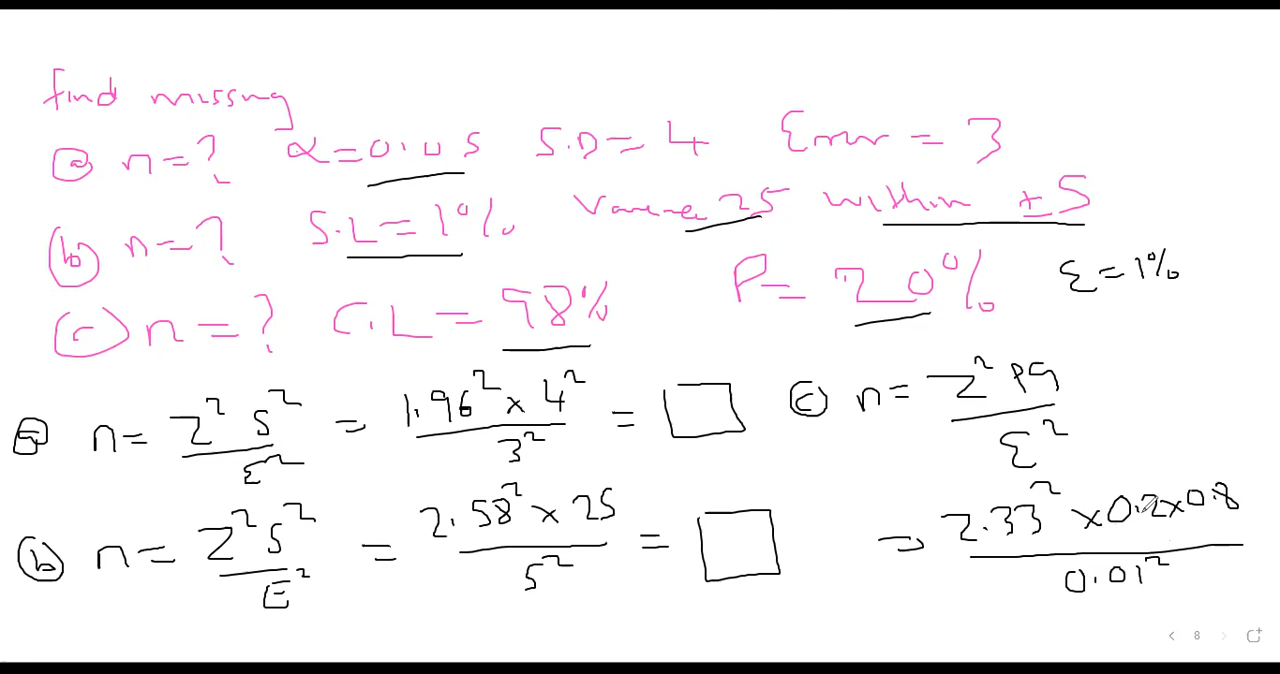 find missing
(a) n=? α=0.05 S.D=4 Error=3
(b) n=? S.L=1% Variance 25 within ±5
(c) n=? C.L=98% P=20% ε=1%
(a) n= Z² S² / ε² = 1.96² × 4² / 3² = □
(c) n= Z² pq / ε²
(b) n= Z² S² / E² = 2.58² × 25 / 5² = □
= 2.33² × 0.2 × 0.8 / 0.01²
8